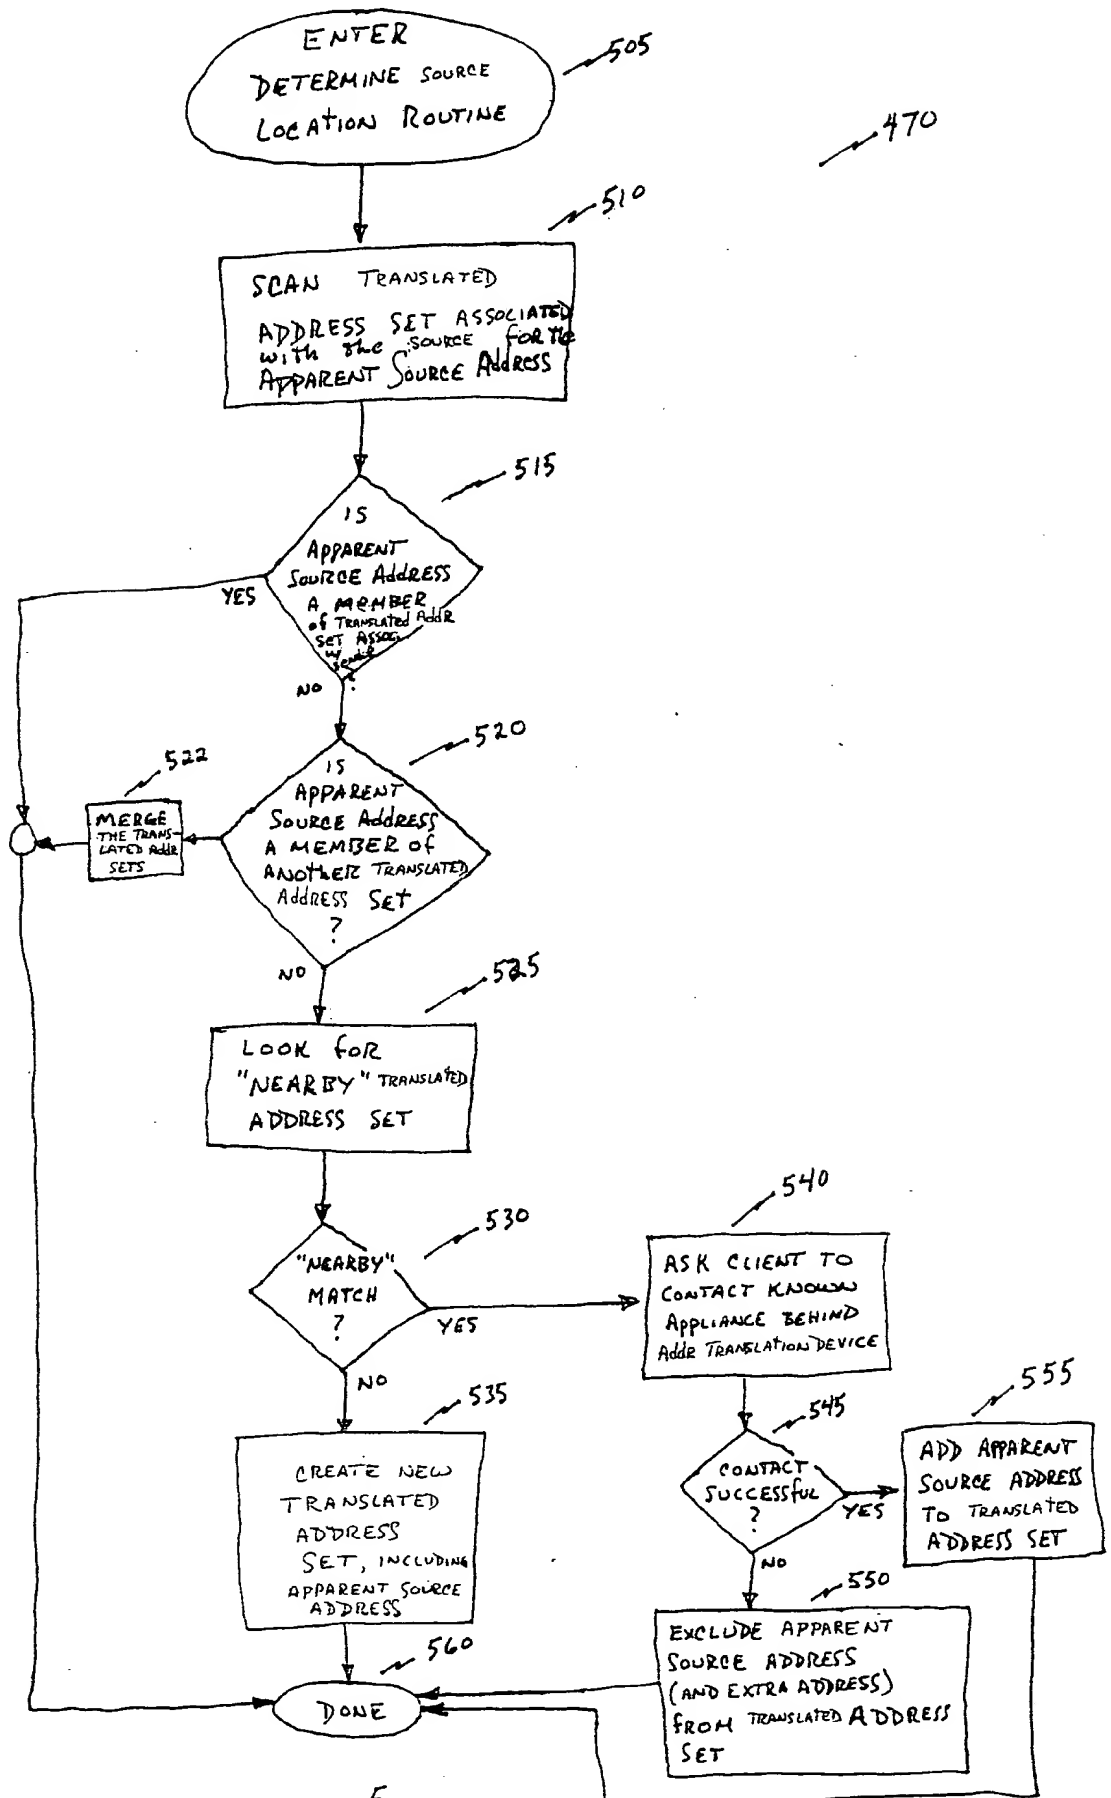 ENTER
DETERMINE SOURCE
LOCATION ROUTINE
505
470
510
SCAN TRANSLATED
ADDRESS SET ASSOCIATED
with the SOURCE FOR the
APPARENT Source Address
515
IS
APPARENT
SOURCE Address
A MEMBER
of TRANSLATED Addr
SET ASSOC.
w/
?
YES
NO
520
IS
APPARENT
SOURCE Address
A MEMBER of
ANOTHER TRANSLATED
Address SET
?
522
MERGE
THE TRANS-
LATED Addr
SETS
NO
525
LOOK for
"NEARBY" TRANSLATED
ADDRESS SET
530
"NEARBY"
MATCH
?
YES
NO
540
ASK CLIENT TO
CONTACT KNOWN
Appliance BEHIND
Addr TRANSLATION DEVICE
535
CREATE NEW
TRANSLATED
ADDRESS
SET, INCLUDING
APPARENT SOURCE
ADDRESS
545
CONTACT
SUCCESSFUL
?
YES
NO
555
ADD APPARENT
SOURCE ADDRESS
TO TRANSLATED
ADDRESS SET
550
EXCLUDE APPARENT
SOURCE ADDRESS
(AND EXTRA ADDRESS)
FROM TRANSLATED ADDRESS
SET
560
DONE